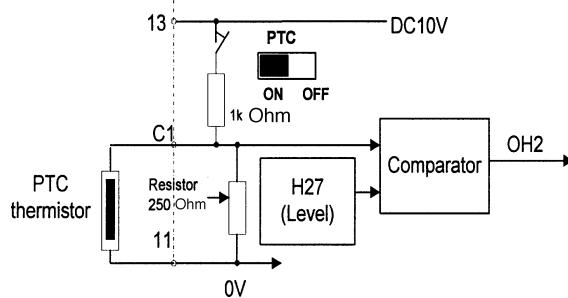 13
DC10V
PTC
ON OFF
1k Ohm
C1
OH2
Comparator
PTC
thermistor
Resistor
250 Ohm
H27
(Level)
11
0V